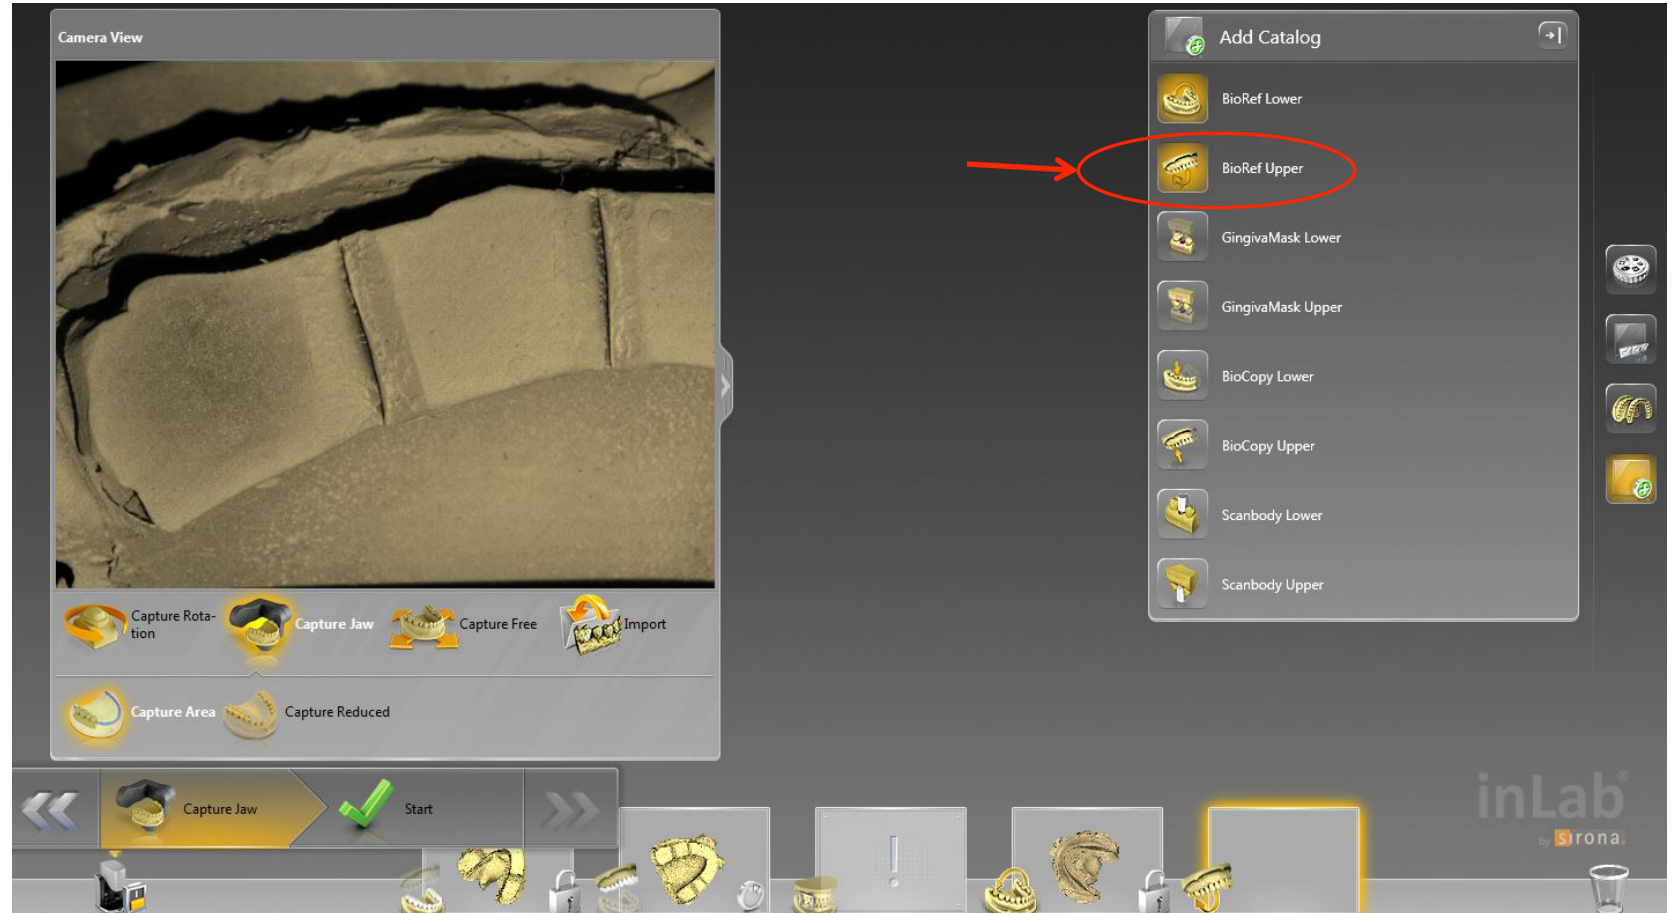 Camera View
Add Catalog
BioRef Lower
BioRef Upper
GingivaMask Lower
GingivaMask Upper
BioCopy Lower
BioCopy Upper
Scanbody Lower
Scanbody Upper
Capture Rota-
tion
Capture Jaw
Capture Free
Import
Capture Area
Capture Reduced
Capture Jaw
Start
inLab®
by sirona.